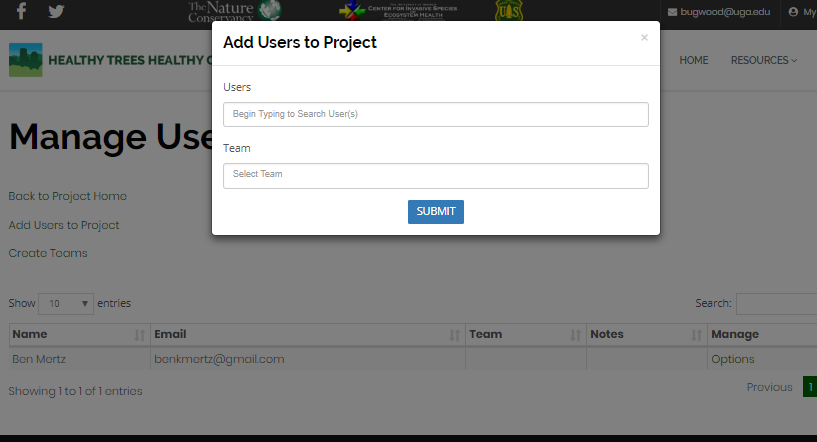 The Nature
Conservancy
CENTER FOR INVASIVE SPECIES
ECOSYSTEM HEALTH
bugwood@uga.edu
My
Add Users to Project
×
HEALTHY TREES HEALTHY C
HOME
RESOURCES
Users
Begin Typing to Search User(s)
Manage Use
Team
Select Team
Back to Project Home
SUBMIT
Add Users to Project
Create Teams
Show 10 entries
Search:
Name Email Team Notes Manage
Ben Mertz benkmertz@gmail.com Options
Showing 1 to 1 of 1 entries
Previous 1